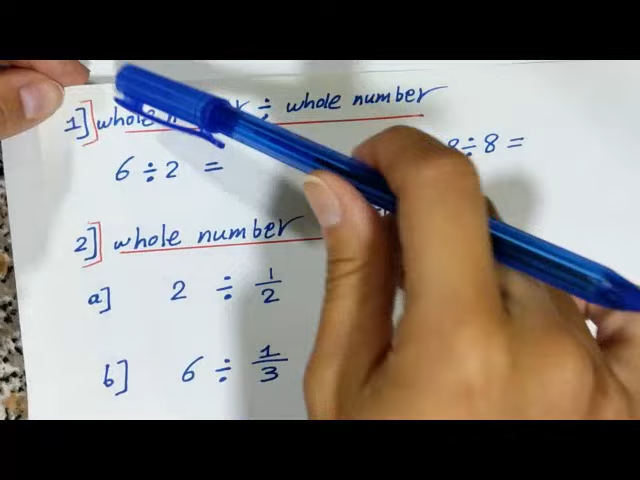 1] whole ÷ whole number
6 ÷ 2 =
÷ 8 =
2] whole number
a] 2 ÷ 1/2
b] 6 ÷ 1/3